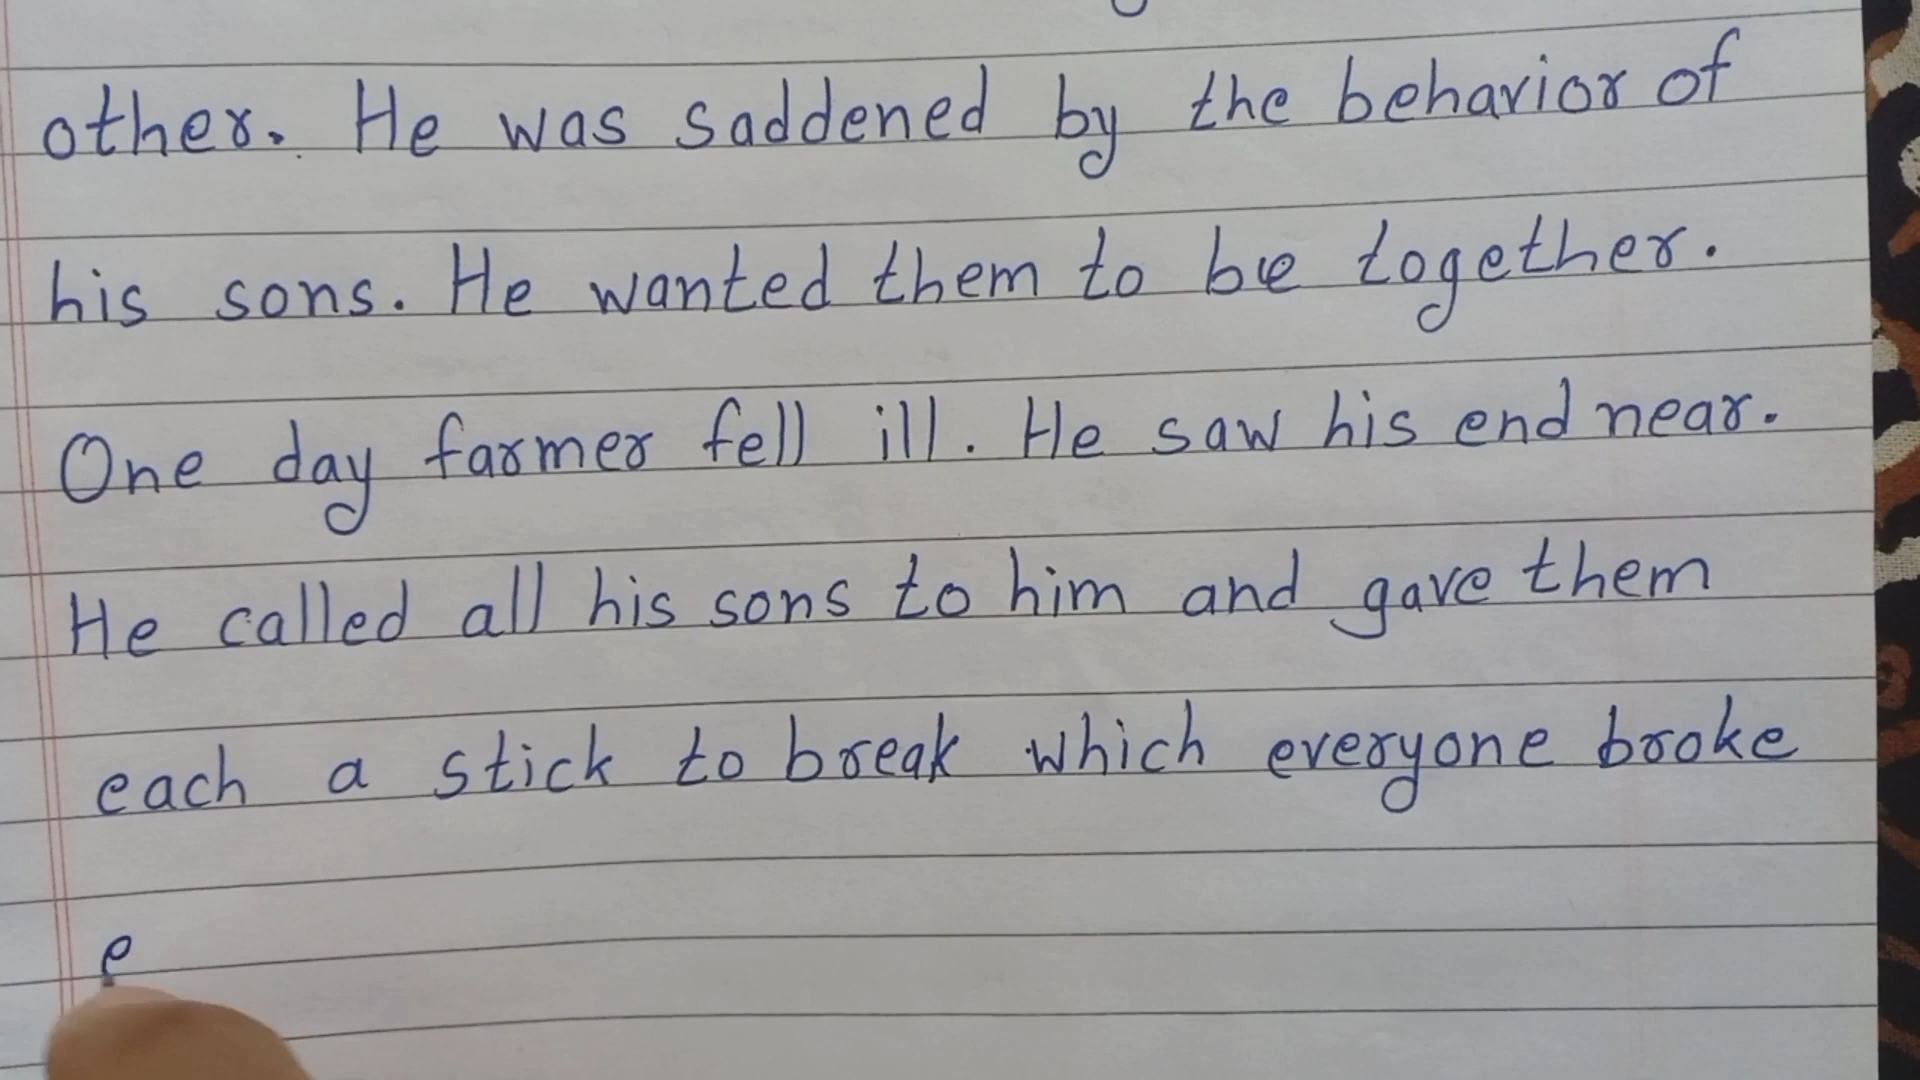 other. He was saddened by the behavior of
his sons. He wanted them to be together.
One day farmer fell ill. He saw his end near.
He called all his sons to him and gave them
each a stick to break which everyone broke
e